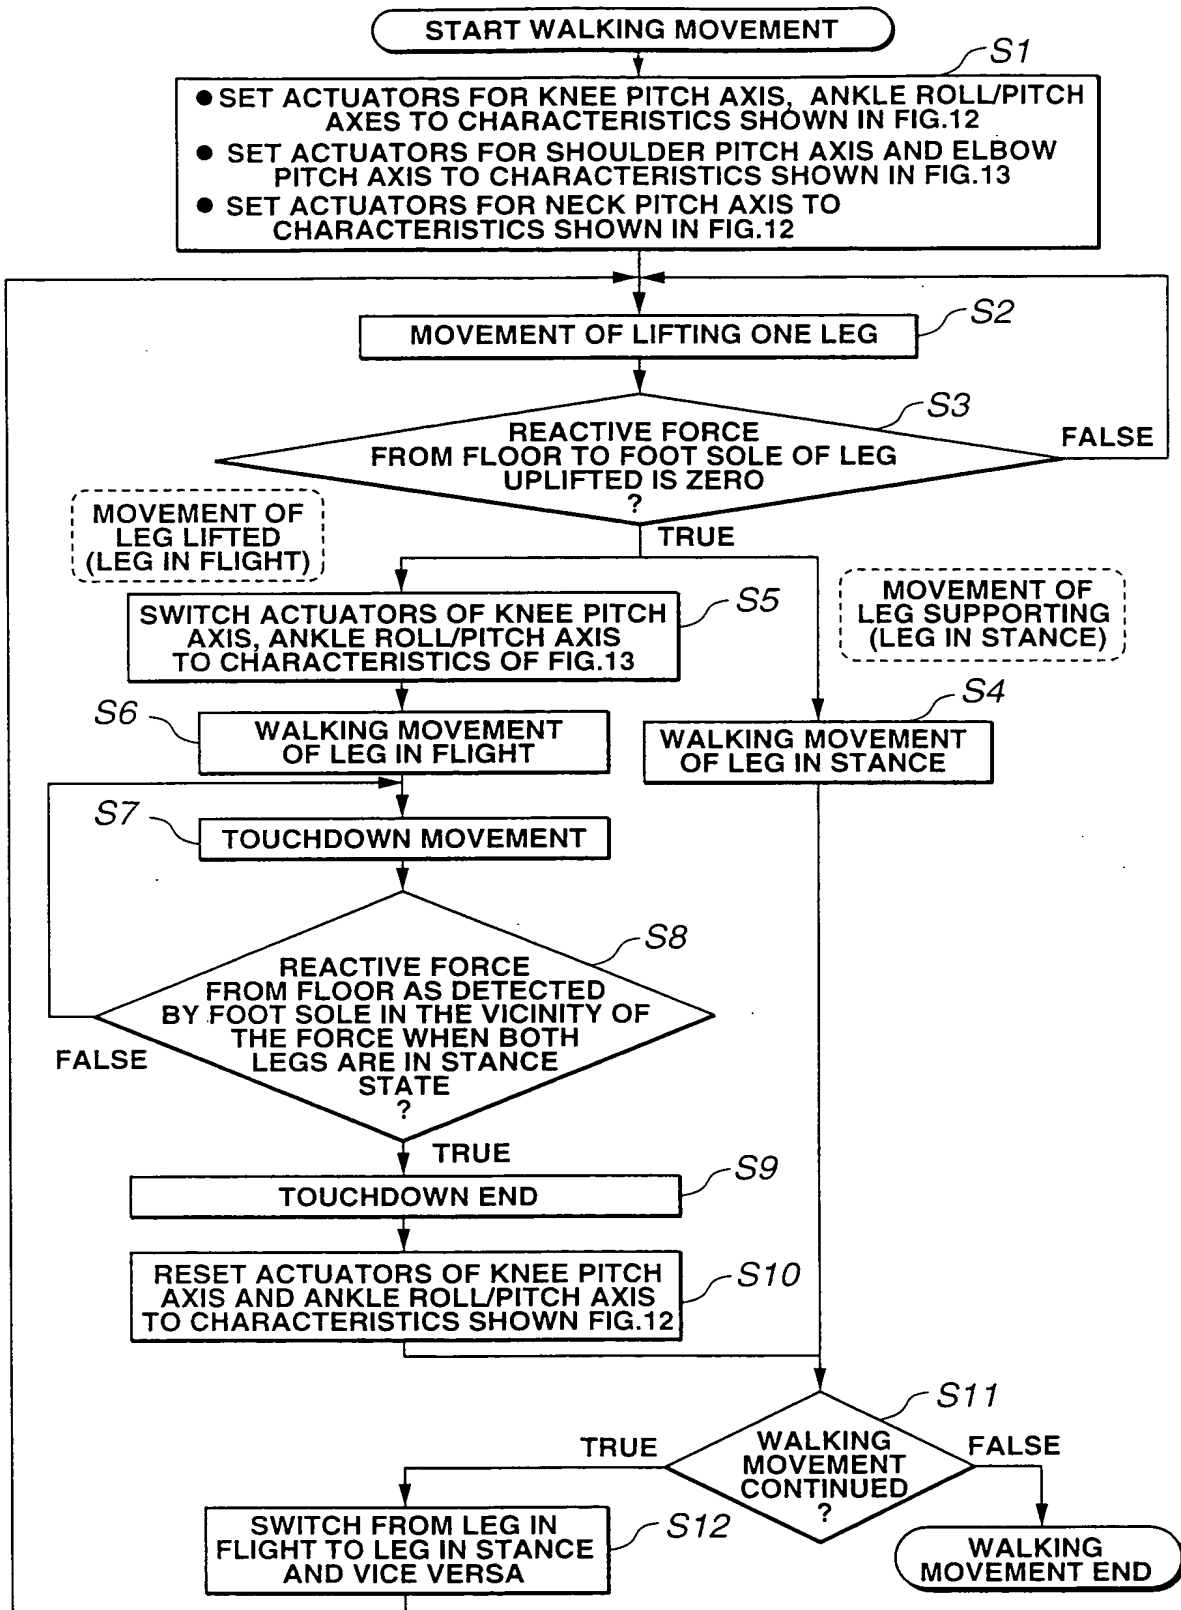 START WALKING MOVEMENT
S1
● SET ACTUATORS FOR KNEE PITCH AXIS, ANKLE ROLL/PITCH
AXES TO CHARACTERISTICS SHOWN IN FIG.12
● SET ACTUATORS FOR SHOULDER PITCH AXIS AND ELBOW
PITCH AXIS TO CHARACTERISTICS SHOWN IN FIG.13
● SET ACTUATORS FOR NECK PITCH AXIS TO
CHARACTERISTICS SHOWN IN FIG.12
S2
MOVEMENT OF LIFTING ONE LEG
S3
REACTIVE FORCE
FROM FLOOR TO FOOT SOLE OF LEG
UPLIFTED IS ZERO
?
FALSE
TRUE
MOVEMENT OF
LEG LIFTED
(LEG IN FLIGHT)
MOVEMENT OF
LEG SUPPORTING
(LEG IN STANCE)
S5
SWITCH ACTUATORS OF KNEE PITCH
AXIS, ANKLE ROLL/PITCH AXIS
TO CHARACTERISTICS OF FIG.13
S6
WALKING MOVEMENT
OF LEG IN FLIGHT
S4
WALKING MOVEMENT
OF LEG IN STANCE
S7
TOUCHDOWN MOVEMENT
S8
REACTIVE FORCE
FROM FLOOR AS DETECTED
BY FOOT SOLE IN THE VICINITY OF
THE FORCE WHEN BOTH
LEGS ARE IN STANCE
STATE
?
FALSE
TRUE
S9
TOUCHDOWN END
S10
RESET ACTUATORS OF KNEE PITCH
AXIS AND ANKLE ROLL/PITCH AXIS
TO CHARACTERISTICS SHOWN FIG.12
S11
WALKING
MOVEMENT
CONTINUED
?
TRUE
FALSE
S12
SWITCH FROM LEG IN
FLIGHT TO LEG IN STANCE
AND VICE VERSA
WALKING
MOVEMENT END